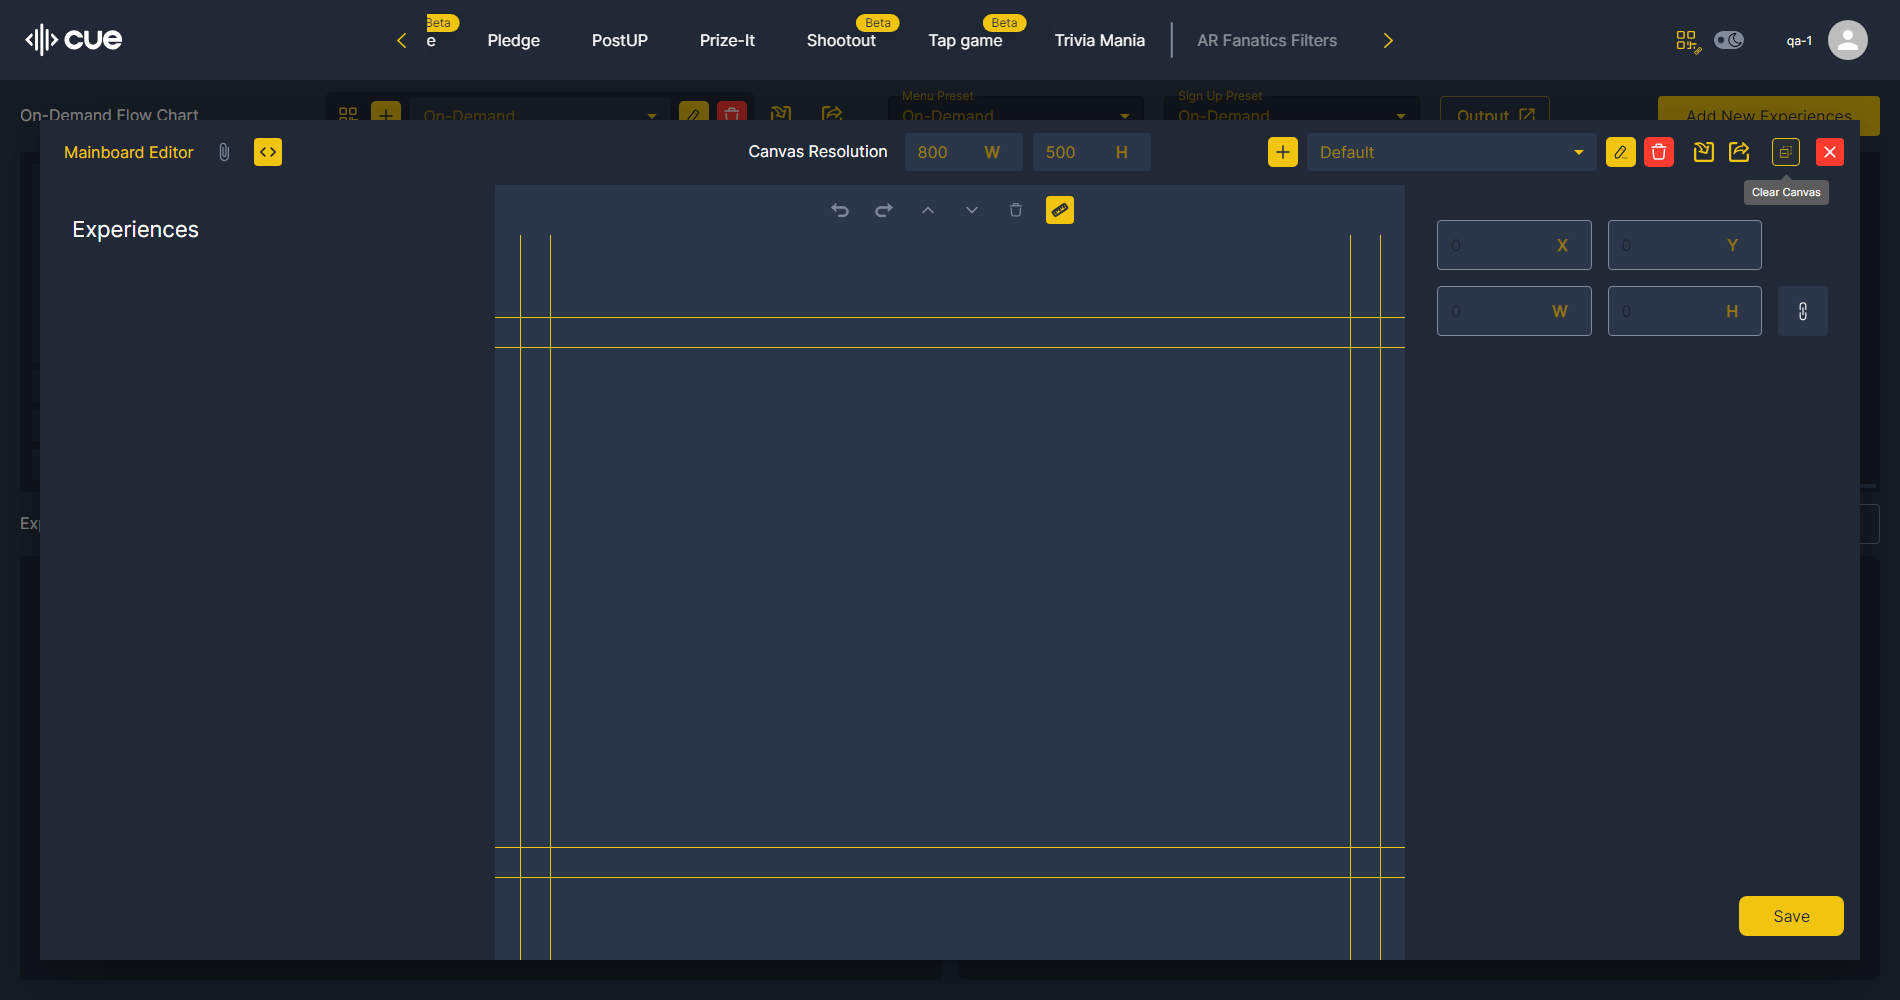 cue
Beta
e
Pledge
PostUP
Prize-It
Beta
Shootout
Beta
Tap game
Trivia Mania
AR Fanatics Filters
qa-1
On-Demand Flow Chart
On-Demand
Menu Preset
On-Demand
Sign Up Preset
On-Demand
Output
Add New Experiences
Mainboard Editor
Canvas Resolution
800 W
500 H
Default
Clear Canvas
Experiences
0 X
0 Y
0 W
0 H
Save